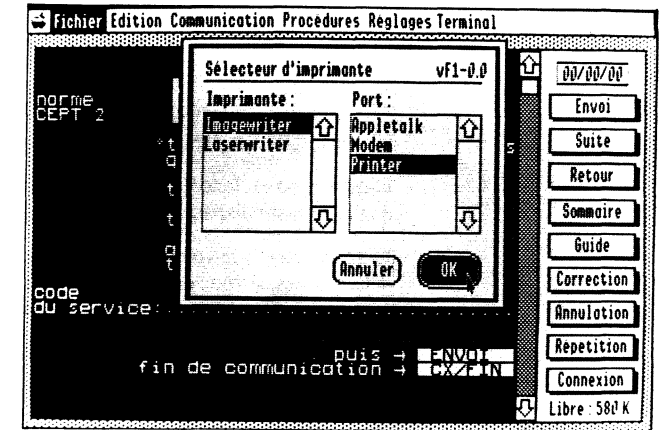 Fichier Edition Communication Procédures Réglages Terminal
Sélecteur d'imprimante vF1-0.0
Imprimante :
Imagewriter
Laserwriter
Port :
Appletalk
Modem
Printer
Annuler
OK
norme
CEPT 2
code
du service:
puis → ENVOI
fin de communication → CX/FIN
00/00/00
Envoi
Suite
Retour
Sommaire
Guide
Correction
Annulation
Repetition
Connexion
Libre : 580 K